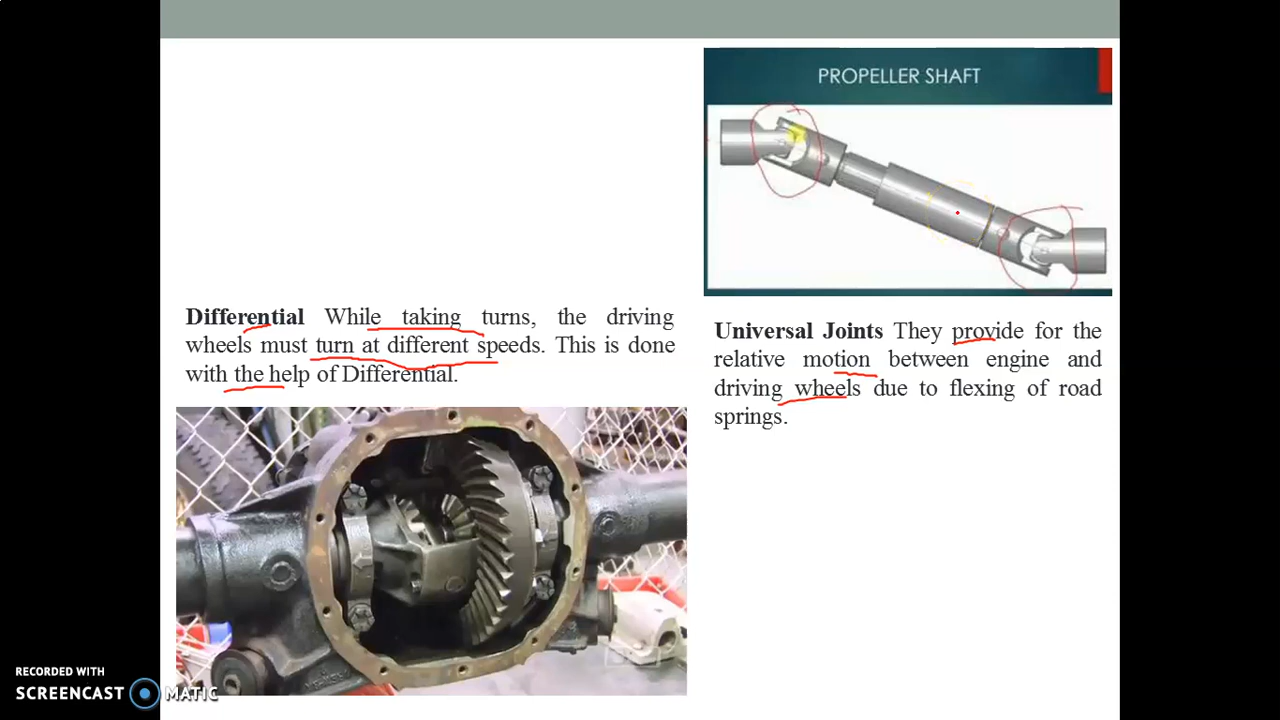 PROPELLER SHAFT
Differential While taking turns, the driving
wheels must turn at different speeds. This is done
with the help of Differential.
Universal Joints They provide for the
relative motion between engine and
driving wheels due to flexing of road
springs.
RECORDED WITH
SCREENCAST MATIC